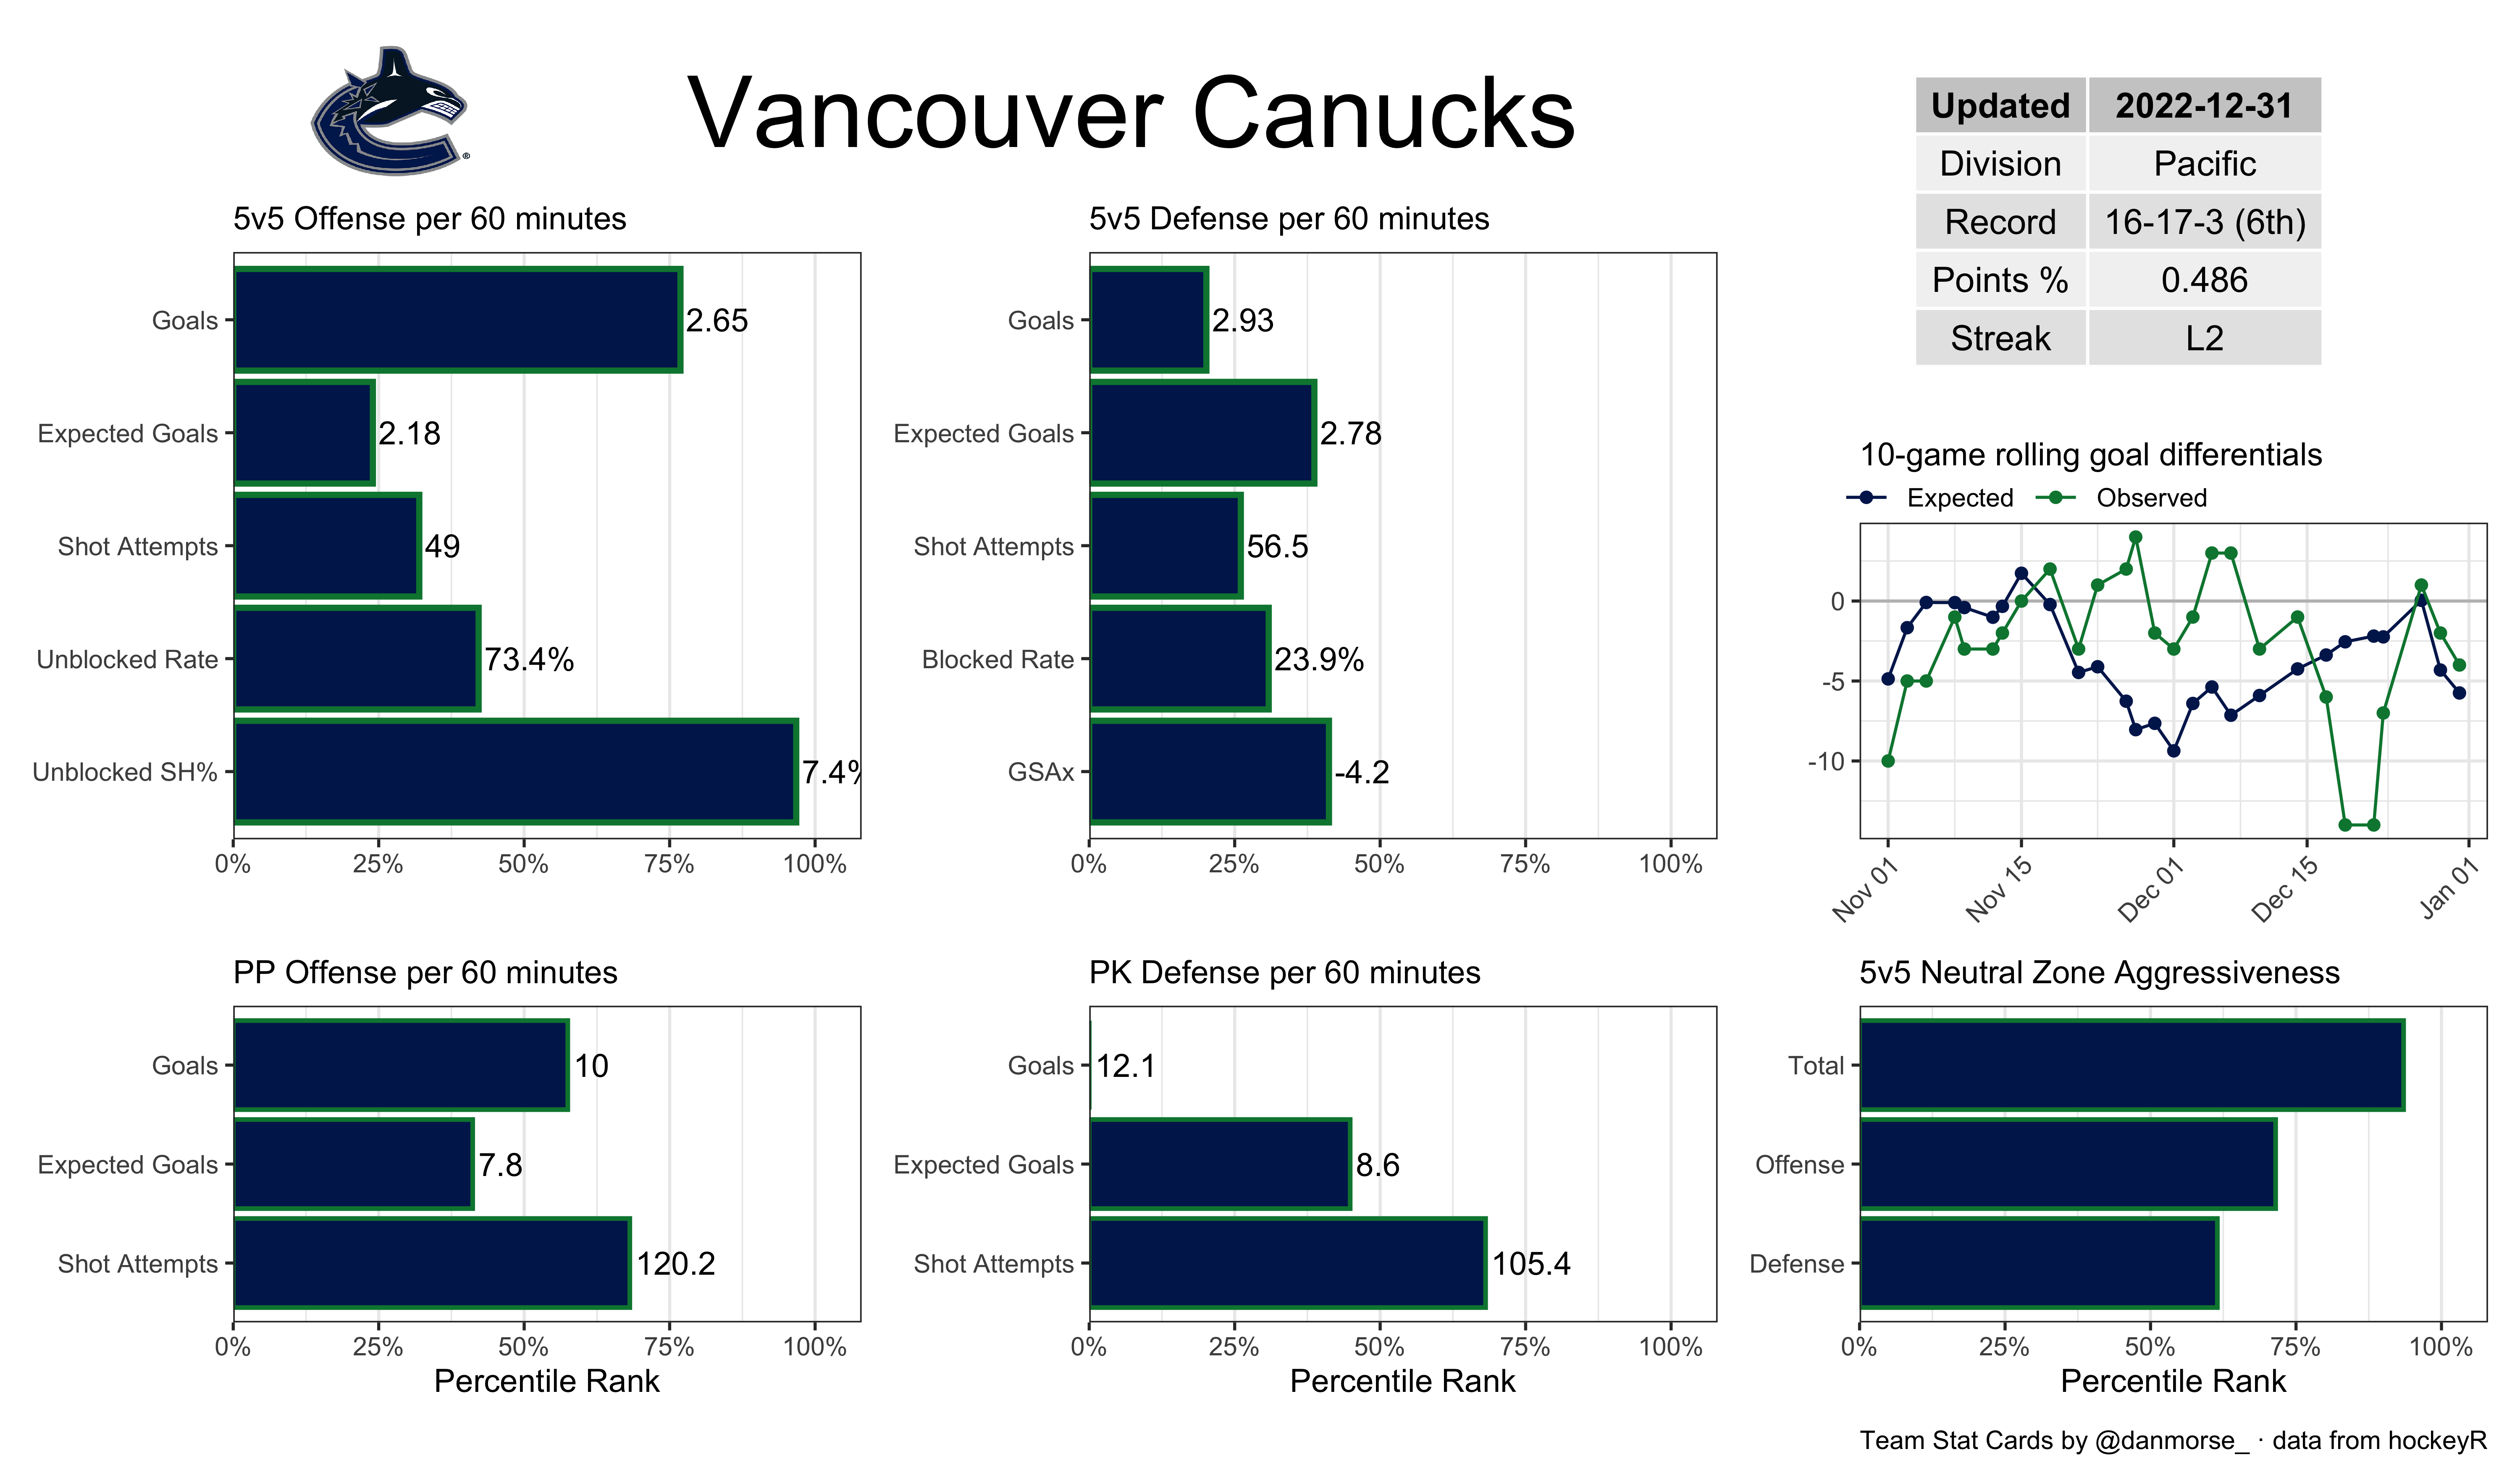 Vancouver Canucks
Updated 2022-12-31
Division Pacific
Record 16-17-3 (6th)
Points % 0.486
Streak L2
5v5 Offense per 60 minutes
Goals 2.65
Expected Goals 2.18
Shot Attempts 49
Unblocked Rate 73.4%
Unblocked SH% 7.4%
0% 25% 50% 75% 100%
5v5 Defense per 60 minutes
Goals 2.93
Expected Goals 2.78
Shot Attempts 56.5
Blocked Rate 23.9%
GSAx -4.2
0% 25% 50% 75% 100%
10-game rolling goal differentials
Expected Observed
0
-5
-10
Nov 01 Nov 15 Dec 01 Dec 15 Jan 01
PP Offense per 60 minutes
Goals 10
Expected Goals 7.8
Shot Attempts 120.2
0% 25% 50% 75% 100%
Percentile Rank
PK Defense per 60 minutes
Goals 12.1
Expected Goals 8.6
Shot Attempts 105.4
0% 25% 50% 75% 100%
Percentile Rank
5v5 Neutral Zone Aggressiveness
Total
Offense
Defense
0% 25% 50% 75% 100%
Percentile Rank
Team Stat Cards by @danmorse_ · data from hockeyR